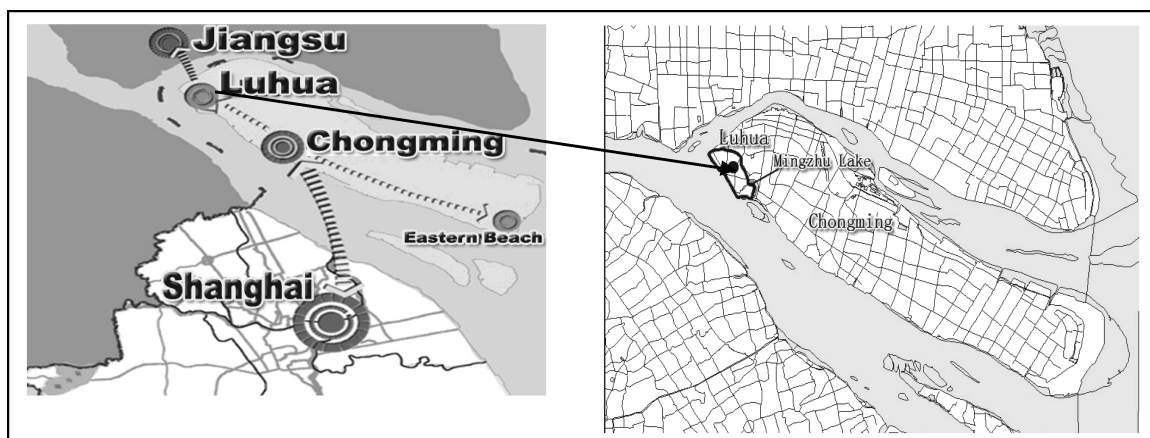 Jiangsu
Luhua
Chongming
Eastern Beach
Shanghai
Luhua
Mingzhu Lake
Chongming